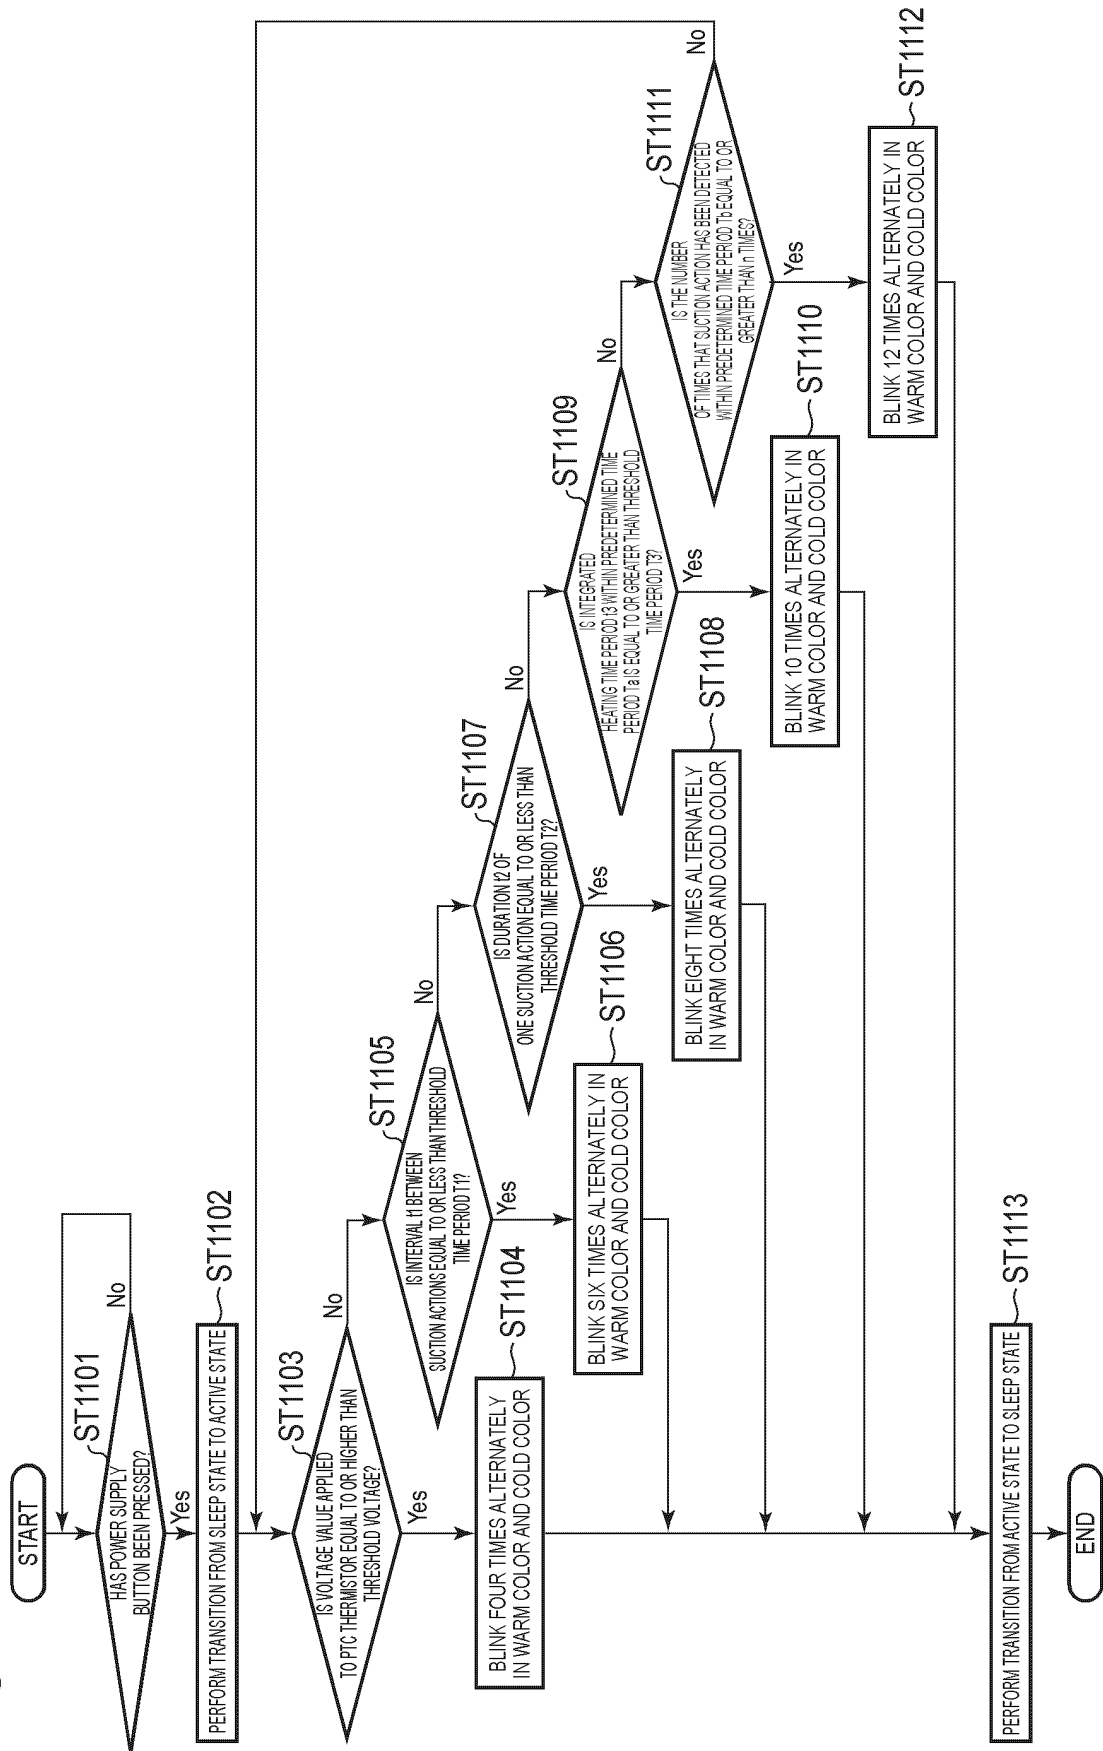 START
HAS POWER SUPPLY
BUTTON BEEN PRESSED?
ST1101
No
Yes
PERFORM TRANSITION FROM SLEEP STATE TO ACTIVE STATE
ST1102
IS VOLTAGE VALUE APPLIED
TO PTC THERMISTOR EQUAL TO OR HIGHER THAN
THRESHOLD VOLTAGE?
ST1103
No
Yes
BLINK FOUR TIMES ALTERNATELY
IN WARM COLOR AND COLD COLOR
ST1104
IS INTERVAL t1 BETWEEN
SUCTION ACTIONS EQUAL TO OR LESS THAN THRESHOLD
TIME PERIOD T1?
ST1105
No
Yes
BLINK SIX TIMES ALTERNATELY IN
WARM COLOR AND COLD COLOR
ST1106
IS DURATION t2 OF
ONE SUCTION ACTION EQUAL TO OR LESS THAN
THRESHOLD TIME PERIOD T2?
ST1107
No
Yes
BLINK EIGHT TIMES ALTERNATELY
IN WARM COLOR AND COLD COLOR
ST1108
IS INTEGRATED
HEATING TIME PERIOD t3 WITHIN PREDETERMINED TIME
PERIOD Ta IS EQUAL TO OR GREATER THAN THRESHOLD
TIME PERIOD T3?
ST1109
No
Yes
BLINK 10 TIMES ALTERNATELY IN
WARM COLOR AND COLD COLOR
ST1110
IS THE NUMBER
OF TIMES THAT SUCTION ACTION HAS BEEN DETECTED
WITHIN PREDETERMINED TIME PERIOD Tb EQUAL TO OR
GREATER THAN n TIMES?
ST1111
No
Yes
BLINK 12 TIMES ALTERNATELY IN
WARM COLOR AND COLD COLOR
ST1112
PERFORM TRANSITION FROM ACTIVE STATE TO SLEEP STATE
ST1113
END